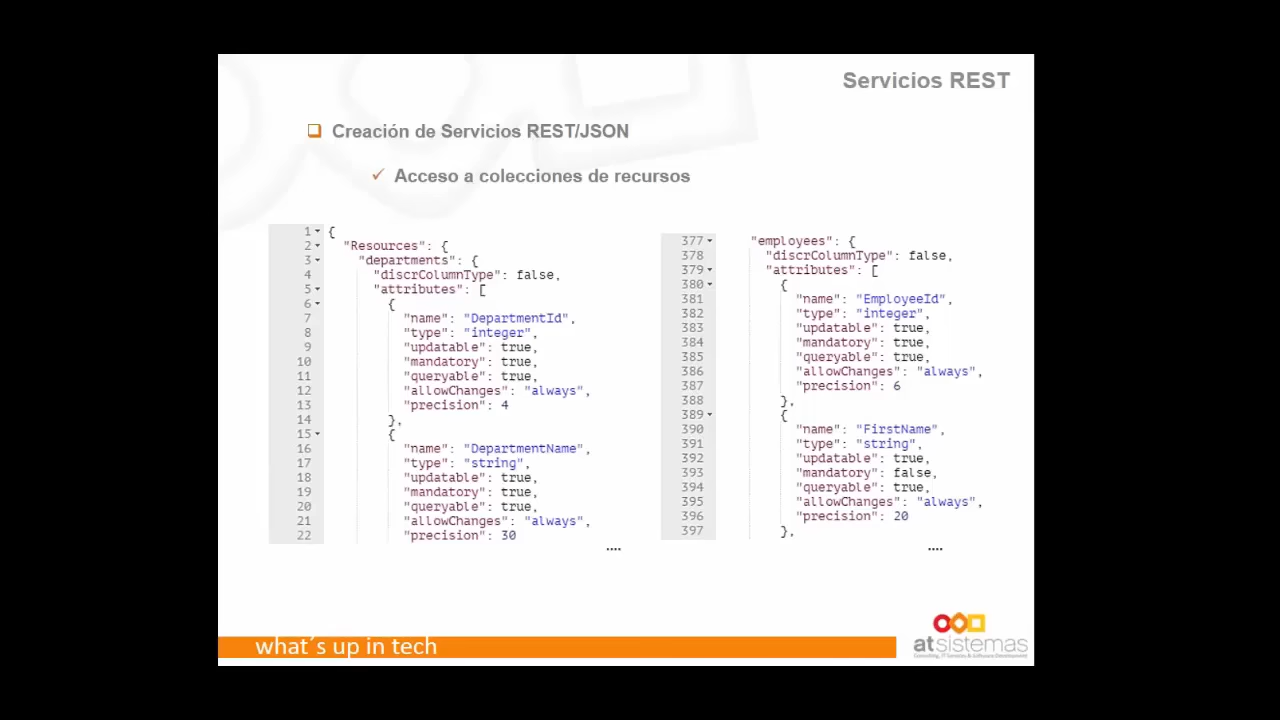 Servicios REST
Creación de Servicios REST/JSON
Acceso a colecciones de recursos
1 {
2 "Resources": {
3 "departments": {
4 "discrColumnType": false,
5 "attributes": [
6 {
7 "name": "DepartmentId",
8 "type": "integer",
9 "updatable": true,
10 "mandatory": true,
11 "queryable": true,
12 "allowChanges": "always",
13 "precision": 4
14 },
15 {
16 "name": "DepartmentName",
17 "type": "string",
18 "updatable": true,
19 "mandatory": true,
20 "queryable": true,
21 "allowChanges": "always",
22 "precision": 30
....
377 "employees": {
378 "discrColumnType": false,
379 "attributes": [
380 {
381 "name": "EmployeeId",
382 "type": "integer",
383 "updatable": true,
384 "mandatory": true,
385 "queryable": true,
386 "allowChanges": "always",
387 "precision": 6
388 },
389 {
390 "name": "FirstName",
391 "type": "string",
392 "updatable": true,
393 "mandatory": false,
394 "queryable": true,
395 "allowChanges": "always",
396 "precision": 20
397 },
....
what´s up in tech
atsistemas
Consulting, IT Services & Software Development